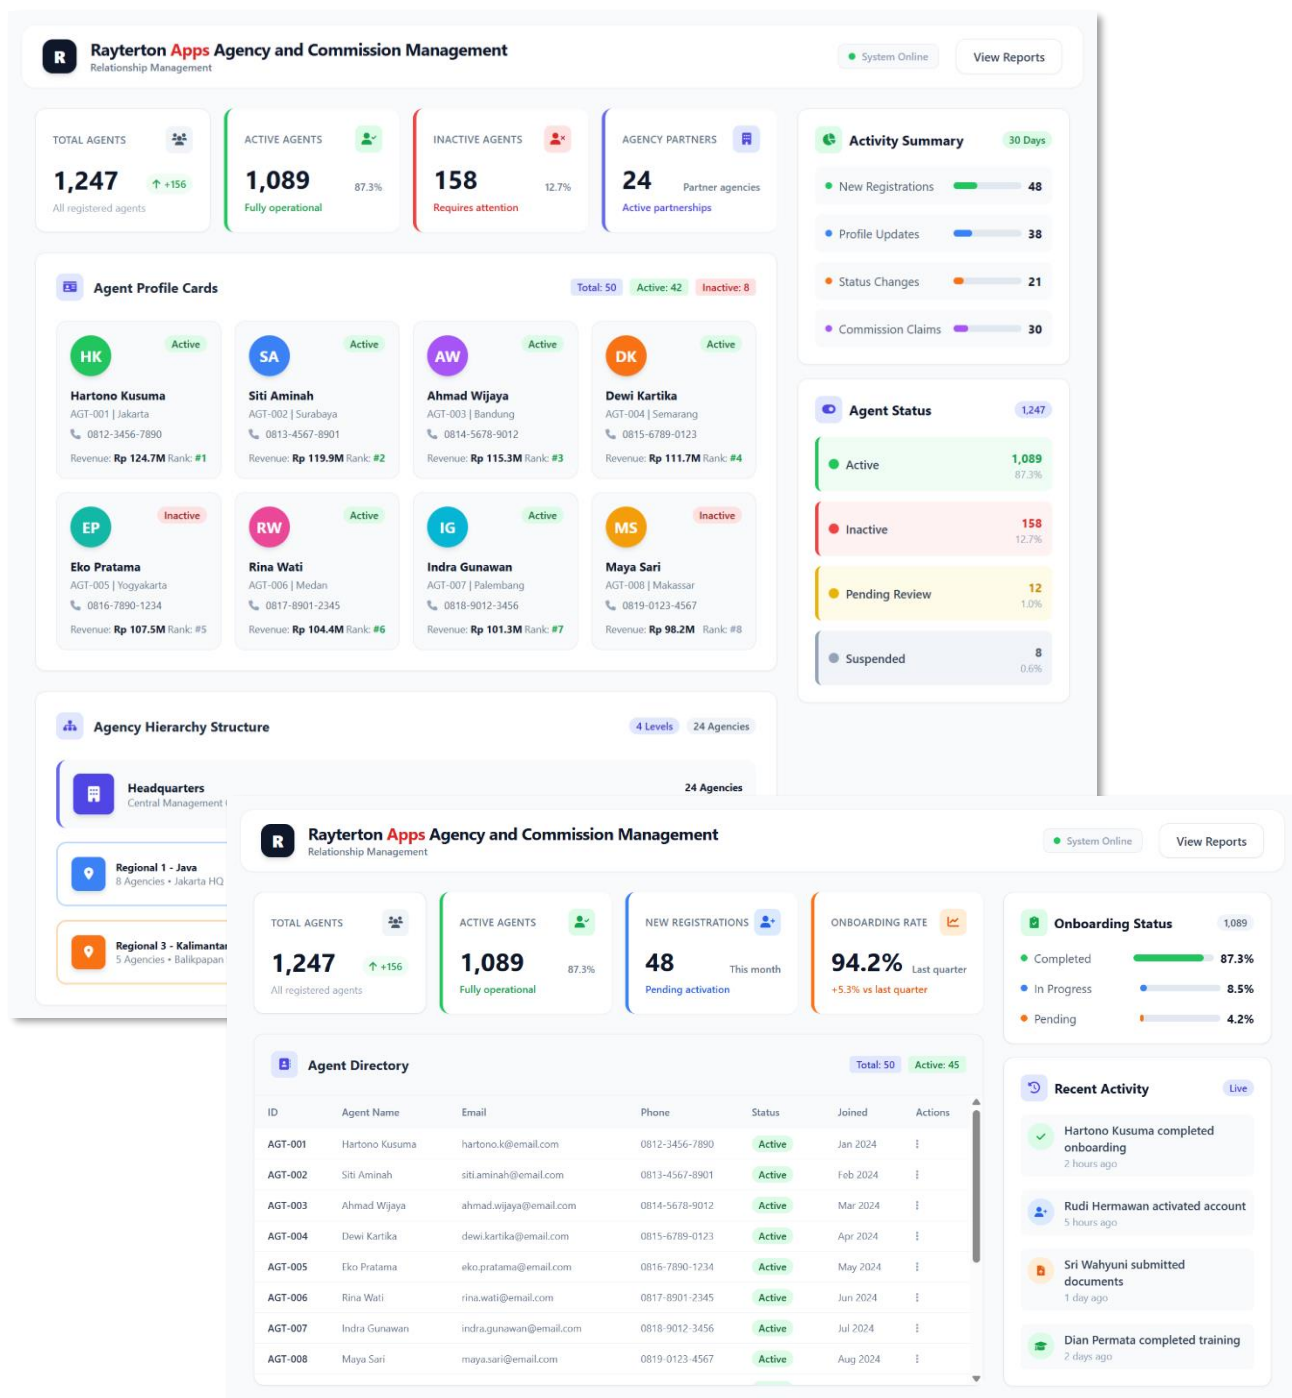 R
Rayterton Apps Agency and Commission Management
Relationship Management
System Online
View Reports
TOTAL AGENTS
1,247
↑ +156
All registered agents
ACTIVE AGENTS
1,089
87.3%
Fully operational
INACTIVE AGENTS
158
12.7%
Requires attention
AGENCY PARTNERS
24
Partner agencies
Active partnerships
Agent Profile Cards
Total: 50
Active: 42
Inactive: 8
HK
Active
Hartono Kusuma
AGT-001 | Jakarta
0812-3456-7890
Revenue: Rp 124.7M Rank: #1
SA
Active
Siti Aminah
AGT-002 | Surabaya
0813-4567-8901
Revenue: Rp 119.9M Rank: #2
AW
Active
Ahmad Wijaya
AGT-003 | Bandung
0814-5678-9012
Revenue: Rp 115.3M Rank: #3
DK
Active
Dewi Kartika
AGT-004 | Semarang
0815-6789-0123
Revenue: Rp 111.7M Rank: #4
EP
Inactive
Eko Pratama
AGT-005 | Yogyakarta
0816-7890-1234
Revenue: Rp 107.5M Rank: #5
RW
Active
Rina Wati
AGT-006 | Medan
0817-8901-2345
Revenue: Rp 104.4M Rank: #6
IG
Active
Indra Gunawan
AGT-007 | Palembang
0818-9012-3456
Revenue: Rp 101.3M Rank: #7
MS
Inactive
Maya Sari
AGT-008 | Makassar
0819-0123-4567
Revenue: Rp 98.2M Rank: #8
Activity Summary
30 Days
New Registrations 48
Profile Updates 38
Status Changes 21
Commission Claims 30
Agent Status
1,247
Active
1,089
87.3%
Inactive
158
12.7%
Pending Review
12
1.0%
Suspended
8
0.6%
Agency Hierarchy Structure
4 Levels
24 Agencies
Headquarters
Central Management
24 Agencies
Regional 1 - Java
8 Agencies • Jakarta HQ
Regional 3 - Kalimantan
5 Agencies • Balikpapan
R
Rayterton Apps Agency and Commission Management
Relationship Management
System Online
View Reports
TOTAL AGENTS
1,247
↑ +156
All registered agents
ACTIVE AGENTS
1,089
87.3%
Fully operational
NEW REGISTRATIONS
48
This month
Pending activation
ONBOARDING RATE
94.2%
Last quarter
+5.3% vs last quarter
Agent Directory
Total: 50
Active: 45
ID Agent Name Email Phone Status Joined Actions
AGT-001 Hartono Kusuma hartono.k@email.com 0812-3456-7890 Active Jan 2024
AGT-002 Siti Aminah siti.aminah@email.com 0813-4567-8901 Active Feb 2024
AGT-003 Ahmad Wijaya ahmad.wijaya@email.com 0814-5678-9012 Active Mar 2024
AGT-004 Dewi Kartika dewi.kartika@email.com 0815-6789-0123 Active Apr 2024
AGT-005 Eko Pratama eko.pratama@email.com 0816-7890-1234 Active May 2024
AGT-006 Rina Wati rina.wati@email.com 0817-8901-2345 Active Jun 2024
AGT-007 Indra Gunawan indra.gunawan@email.com 0818-9012-3456 Active Jul 2024
AGT-008 Maya Sari maya.sari@email.com 0819-0123-4567 Active Aug 2024
Onboarding Status
1,089
Completed 87.3%
In Progress 8.5%
Pending 4.2%
Recent Activity
Live
Hartono Kusuma completed
onboarding
2 hours ago
Rudi Hermawan activated account
5 hours ago
Sri Wahyuni submitted
documents
1 day ago
Dian Permata completed training
2 days ago